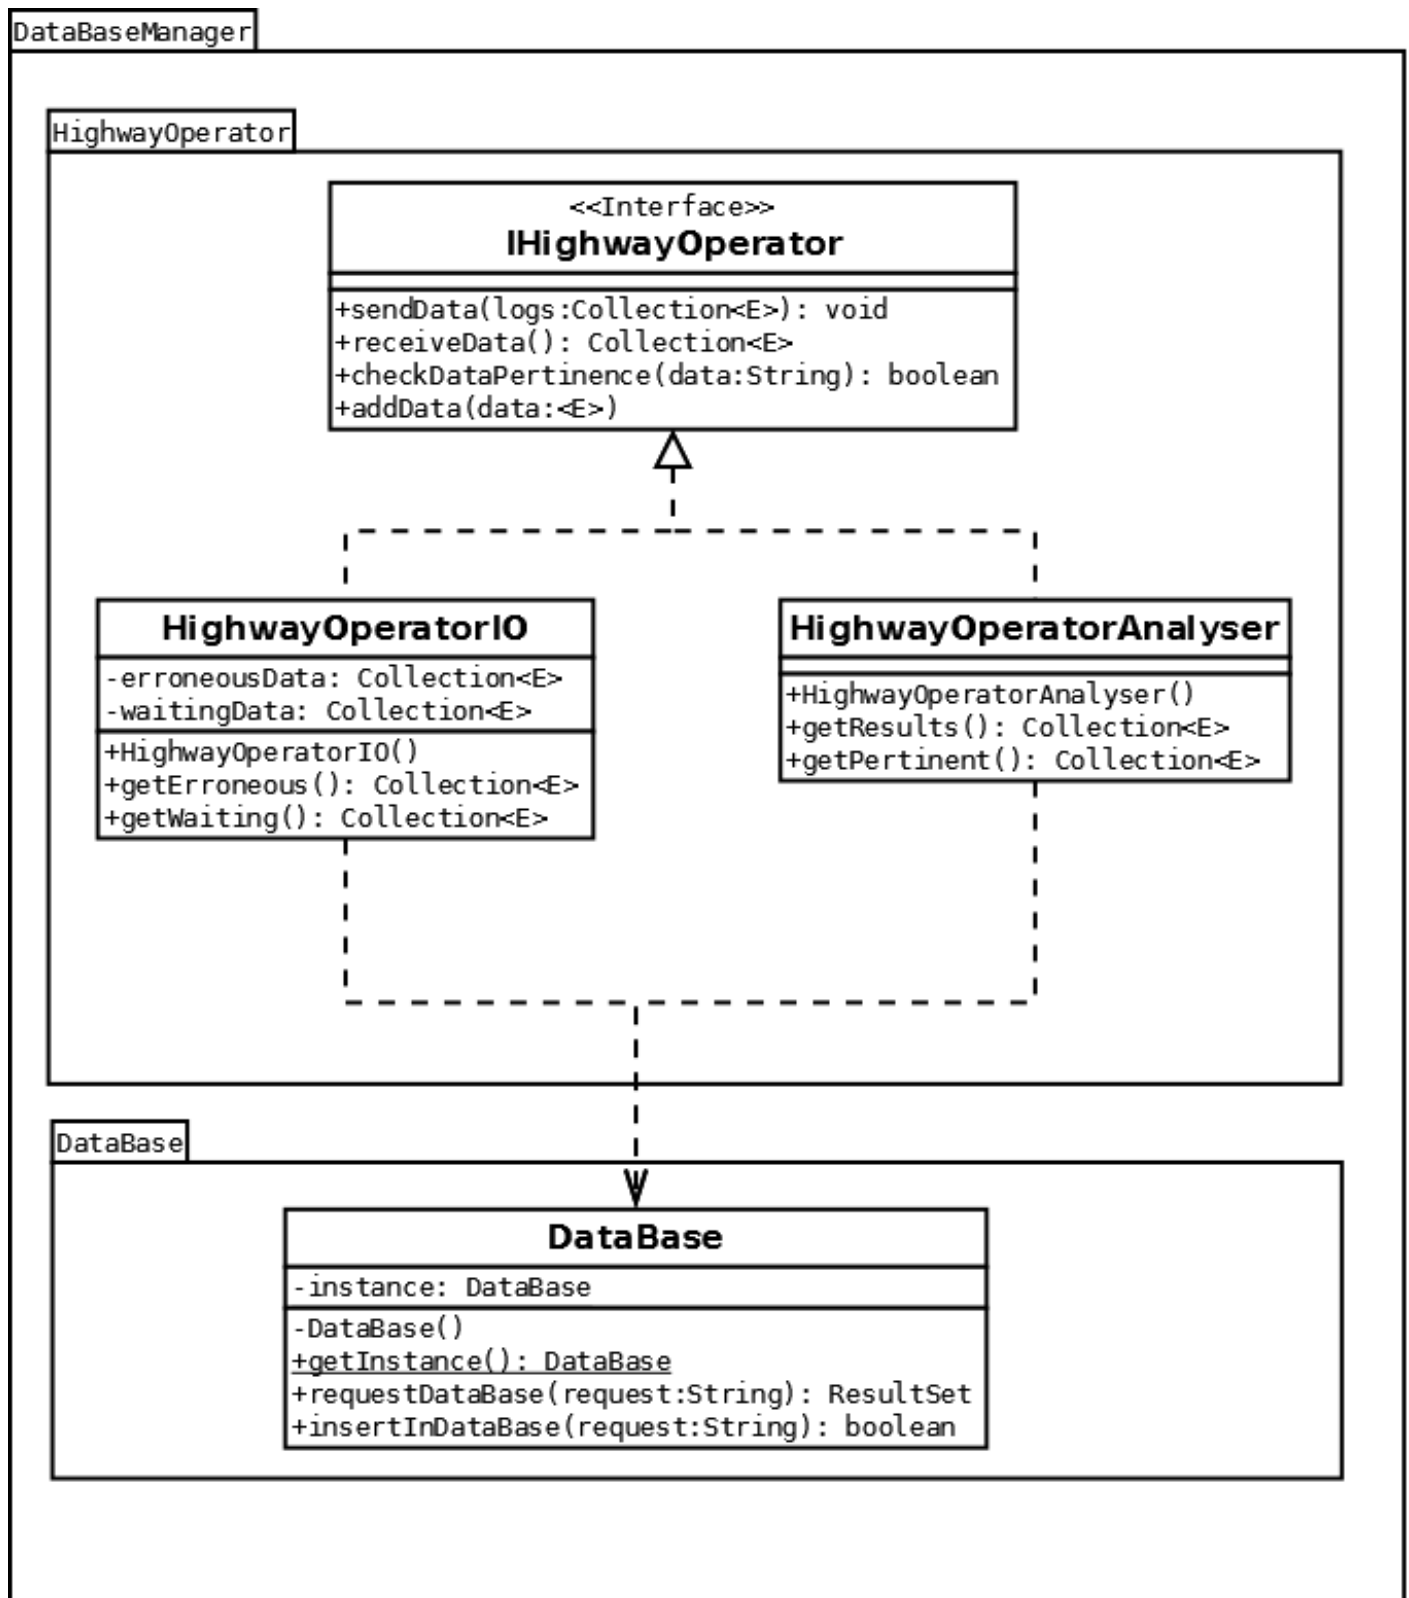 DataBaseManager
HighwayOperator
<<Interface>>
IHighwayOperator
+sendData(logs:Collection<E>): void
+receiveData(): Collection<E>
+checkDataPertinence(data:String): boolean
+addData(data:<E>)
HighwayOperatorIO
-erroneousData: Collection<E>
-waitingData: Collection<E>
+HighwayOperatorIO()
+getErroneous(): Collection<E>
+getWaiting(): Collection<E>
HighwayOperatorAnalyser
+HighwayOperatorAnalyser()
+getResults(): Collection<E>
+getPertinent(): Collection<E>
DataBase
DataBase
-instance: DataBase
-DataBase()
+getInstance(): DataBase
+requestDataBase(request:String): ResultSet
+insertInDataBase(request:String): boolean